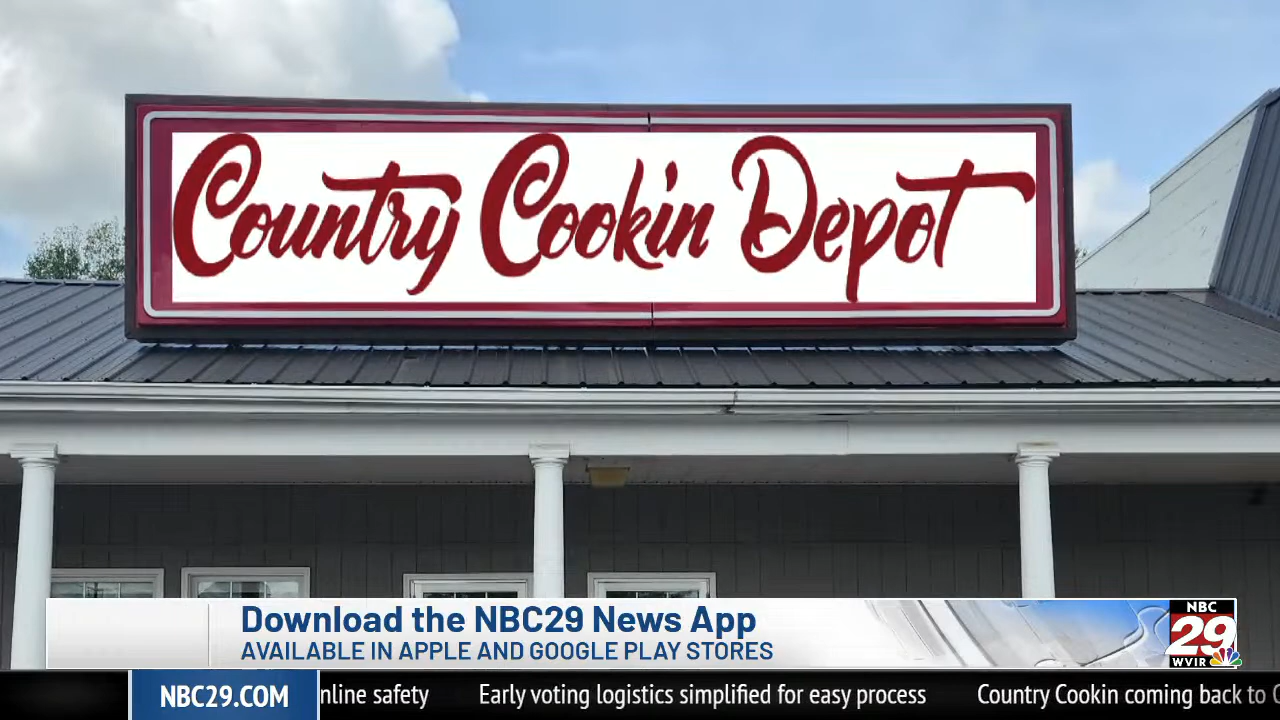 Country Cookin Depot
Download the NBC29 News App
AVAILABLE IN APPLE AND GOOGLE PLAY STORES
NBC
29
WVIR
NBC29.COM
nline safety Early voting logistics simplified for easy process Country Cookin coming back to